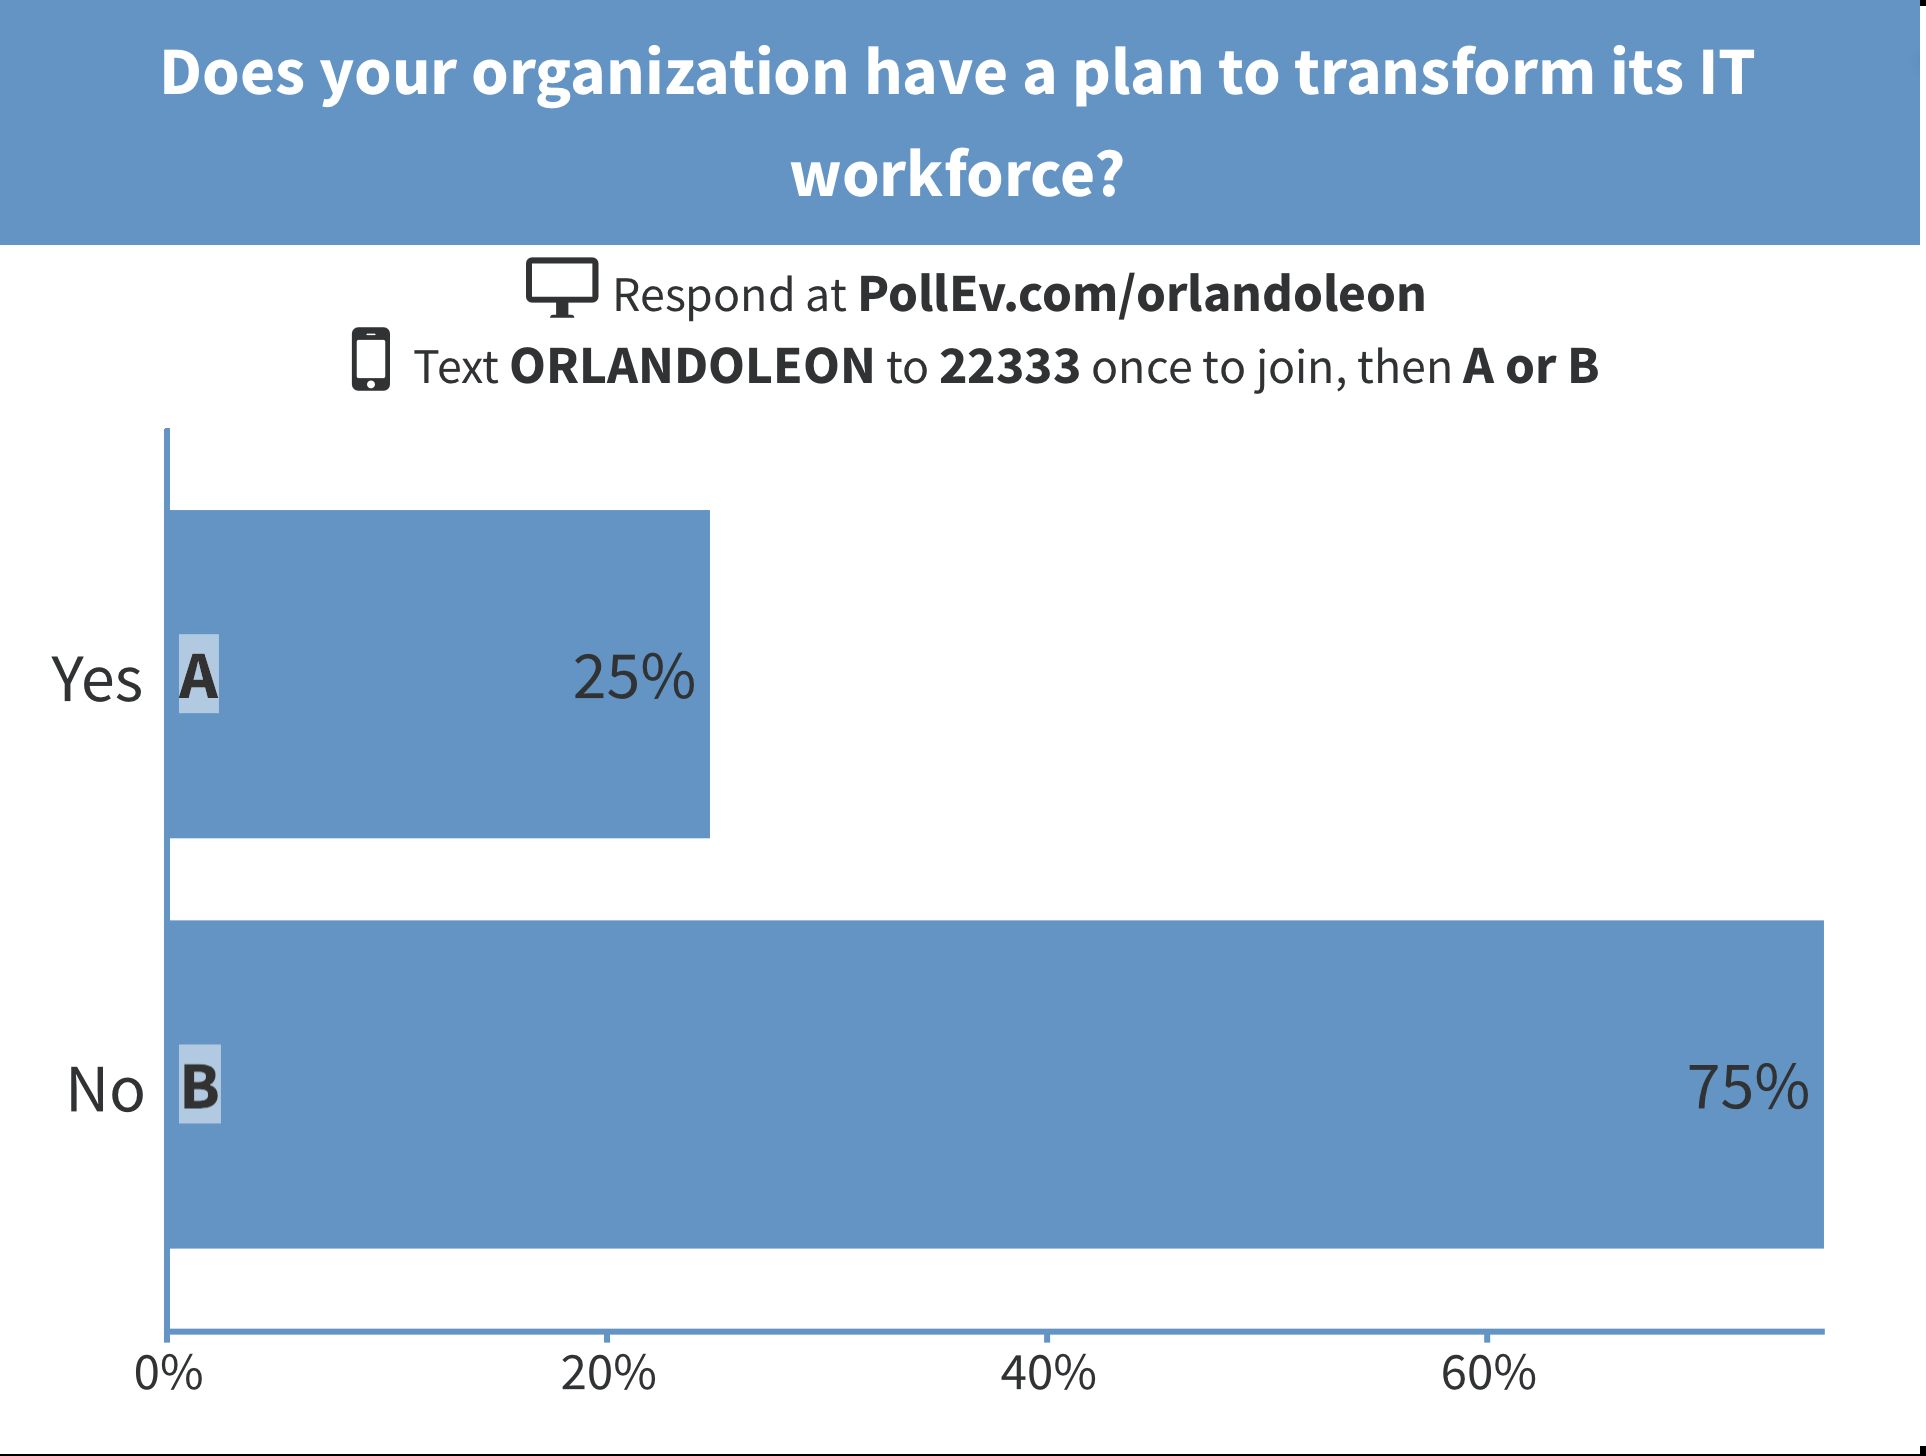 Does your organization have a plan to transform its IT
workforce?
Respond at PollEv.com/orlandoleon
Text ORLANDOLEON to 22333 once to join, then A or B
Yes A 25%
No B 75%
0% 20% 40% 60%